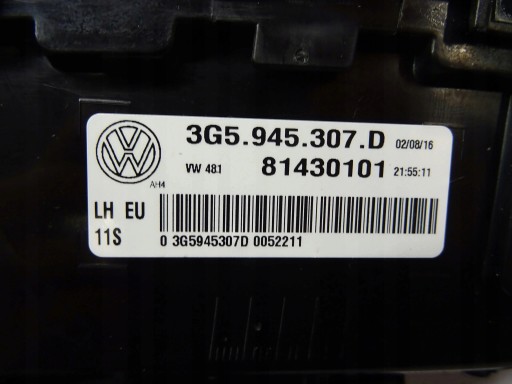 3G5.945.307.D 02/08/16
VW 481 81430101 21:55:11
AH4
LH EU
11S 0 3G5945307D 0052211